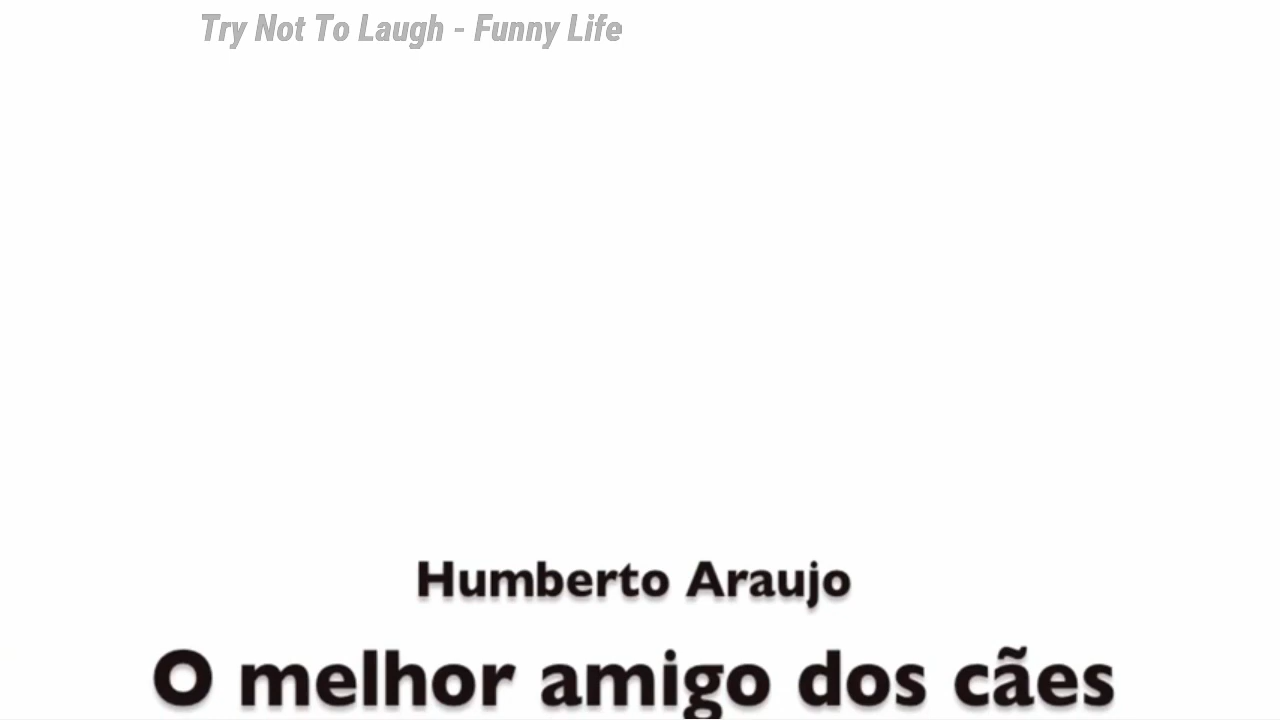 Try Not To Laugh - Funny Life
Humberto Araujo
O melhor amigo dos cães